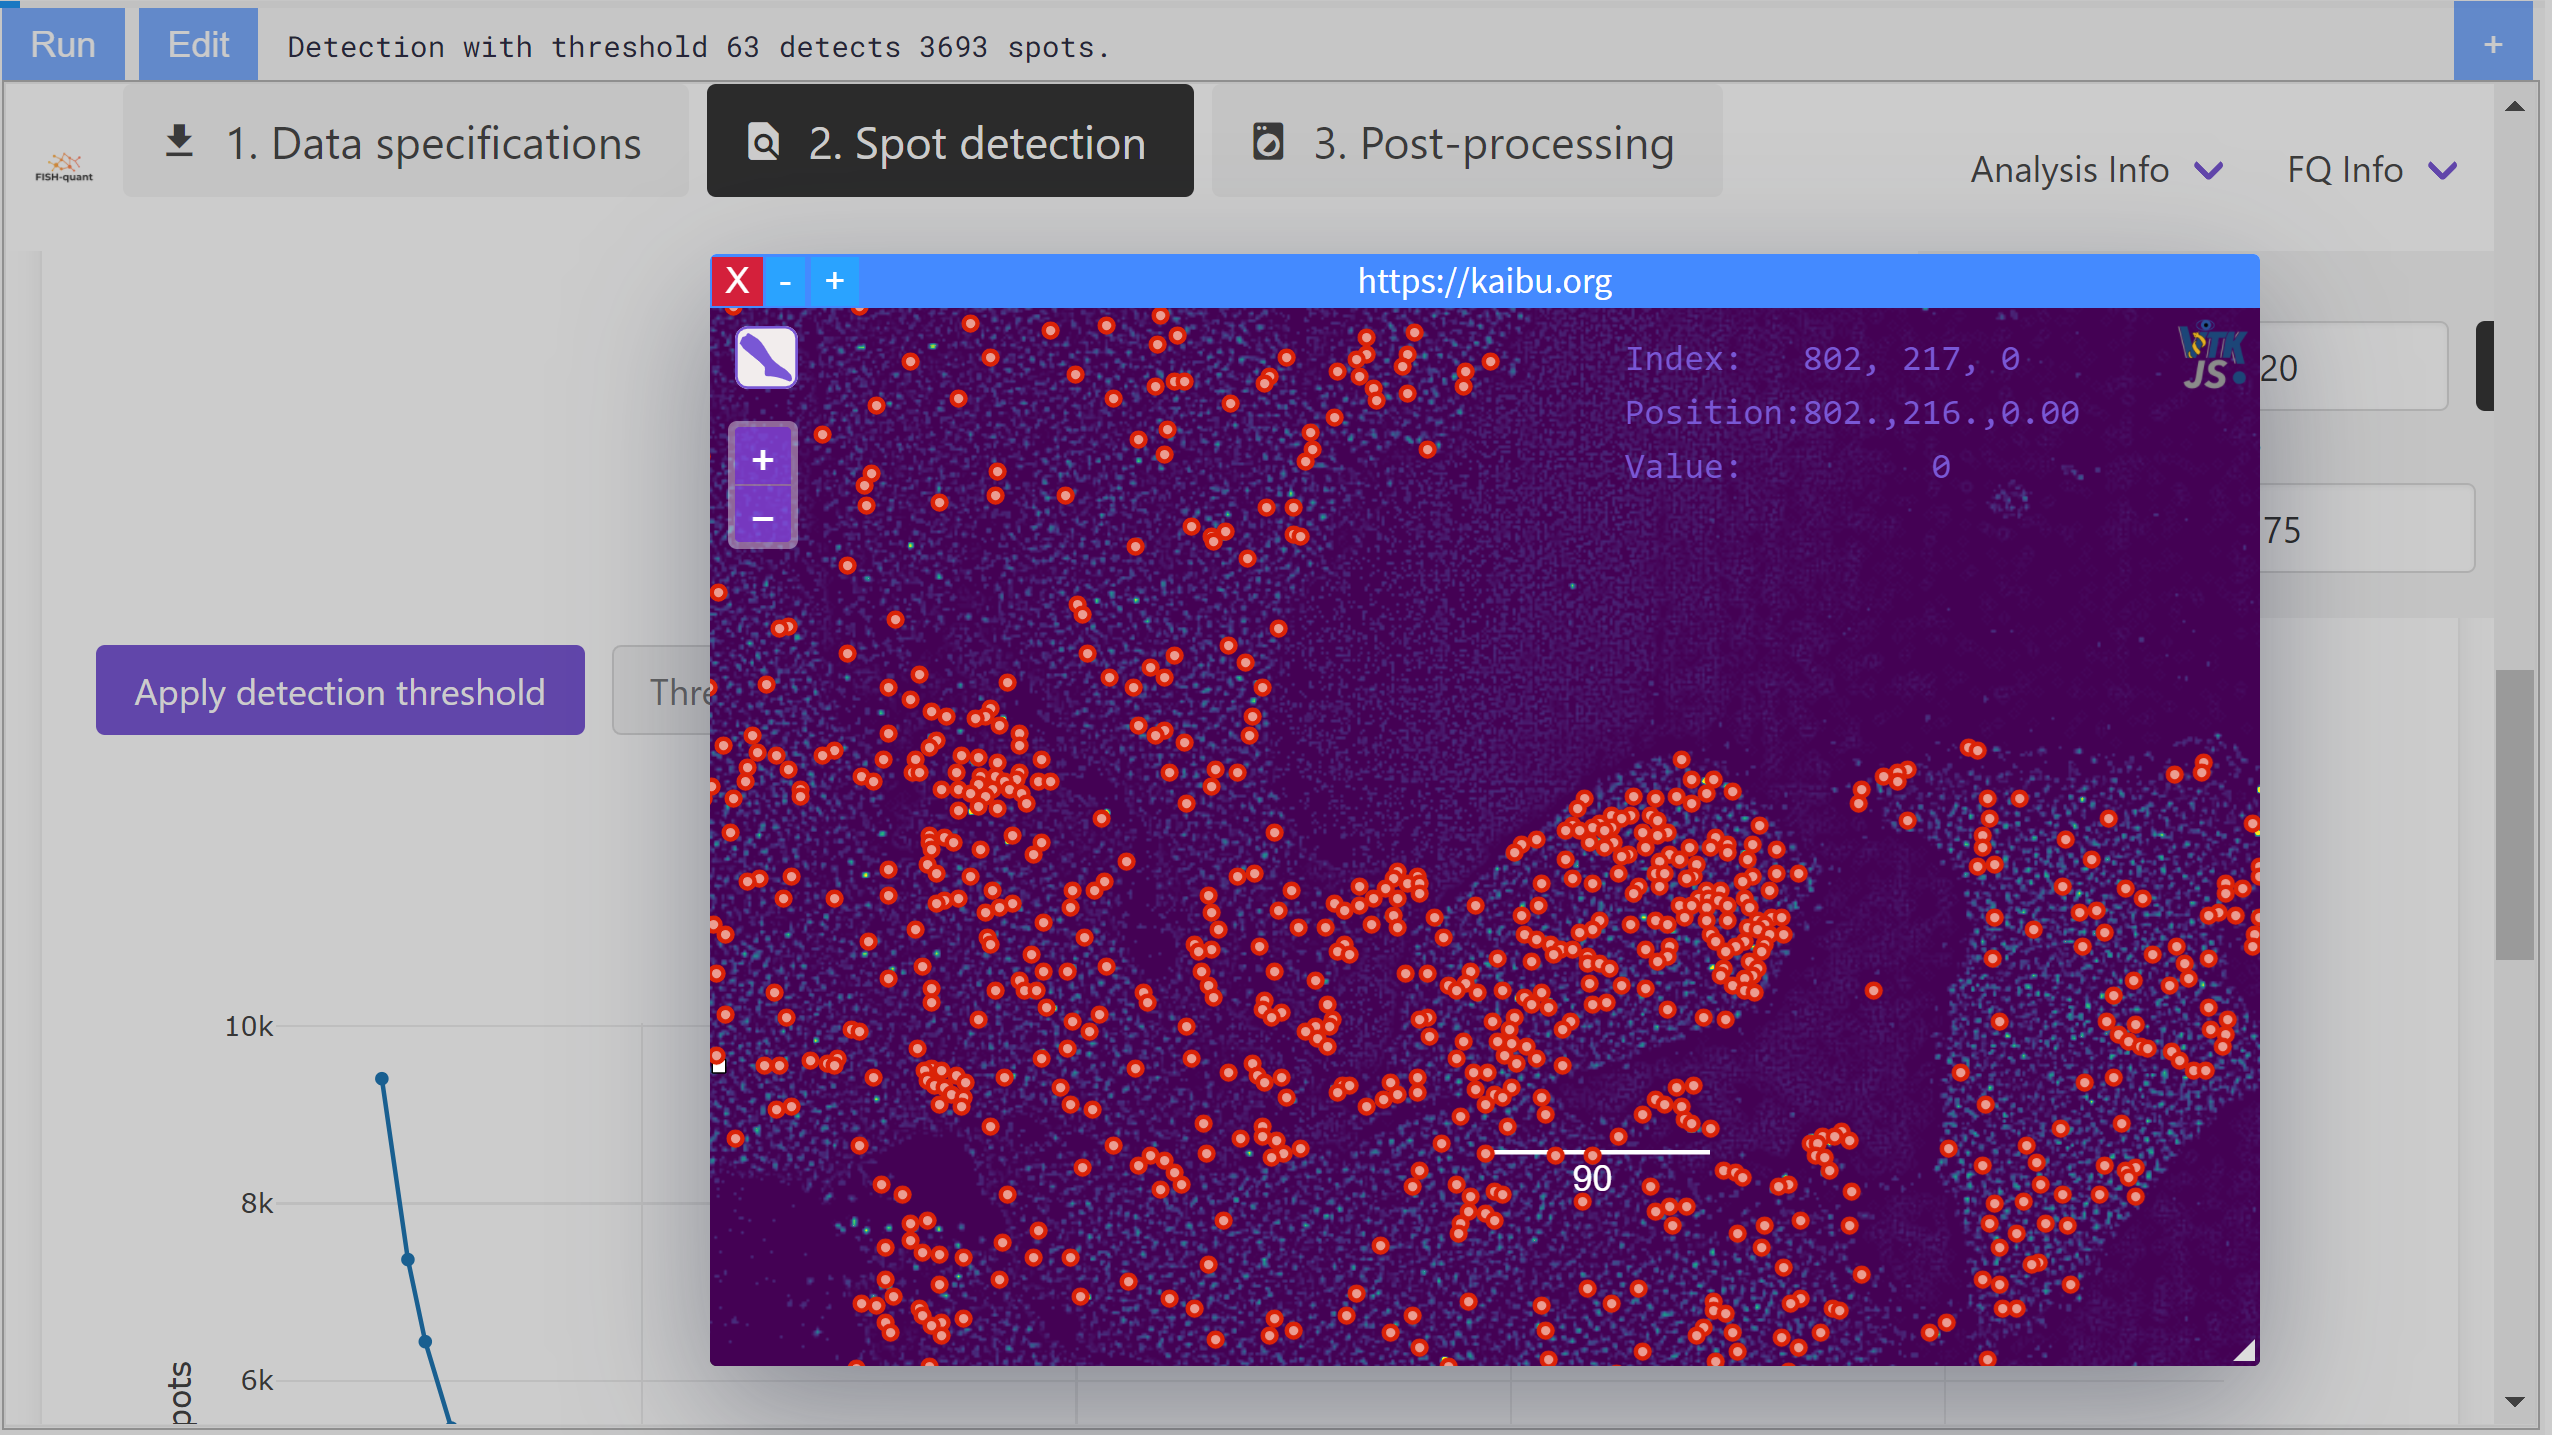 Run Edit Detection with threshold 63 detects 3693 spots. +
FISH-quant
1. Data specifications
2. Spot detection
3. Post-processing
Analysis Info
FQ Info
X - + https://kaibu.org
Index: 802, 217, 0
Position:802.,216.,0.00
Value: 0
VTK
JS
+
−
20
75
Apply detection threshold
Thre
10k
8k
6k
pots
90